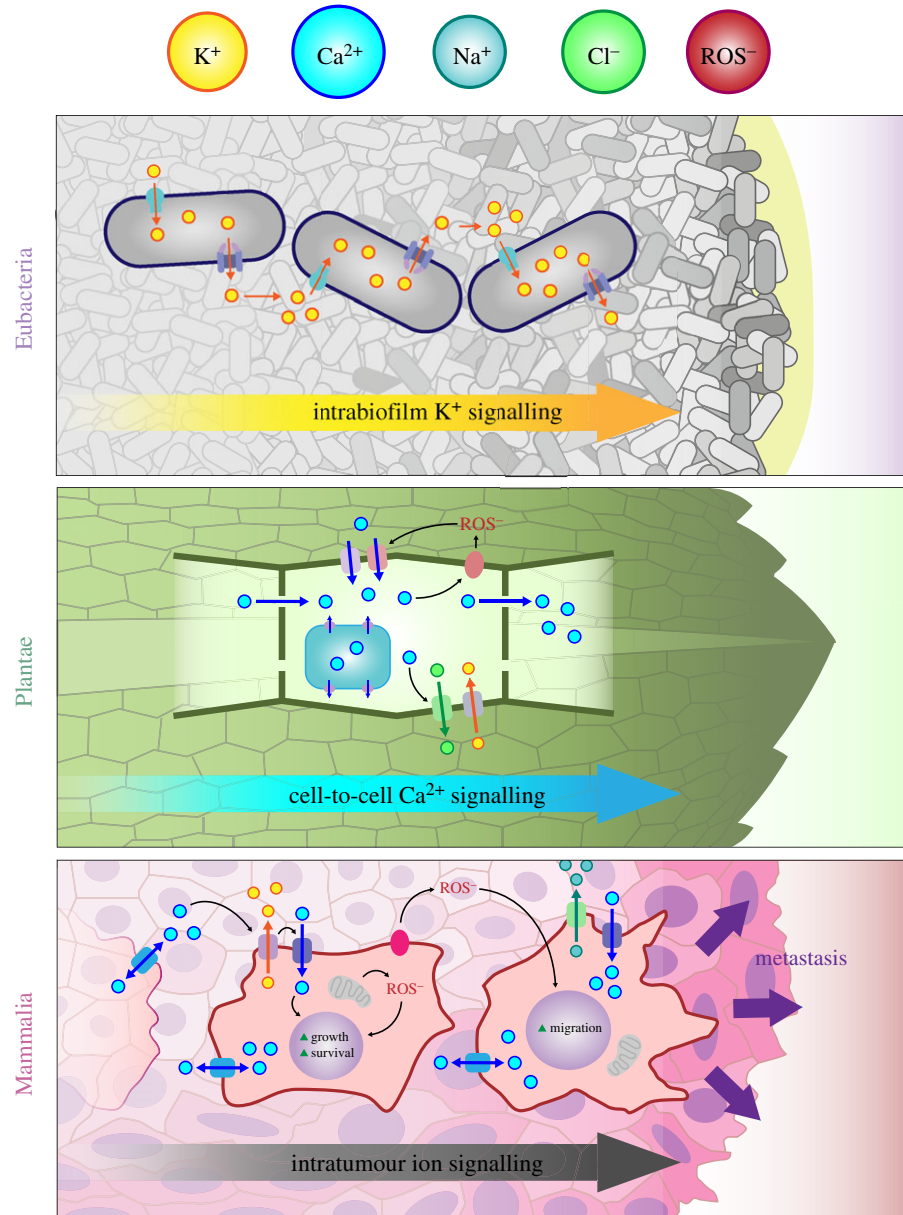 K⁺
Ca²⁺
Na⁺
Cl⁻
ROS⁻
Eubacteria
intrabiofilm K⁺ signalling
Plantae
ROS⁻
cell-to-cell Ca²⁺ signalling
Mammalia
ROS⁻
metastasis
ROS⁻
growth
survival
migration
intratumour ion signalling